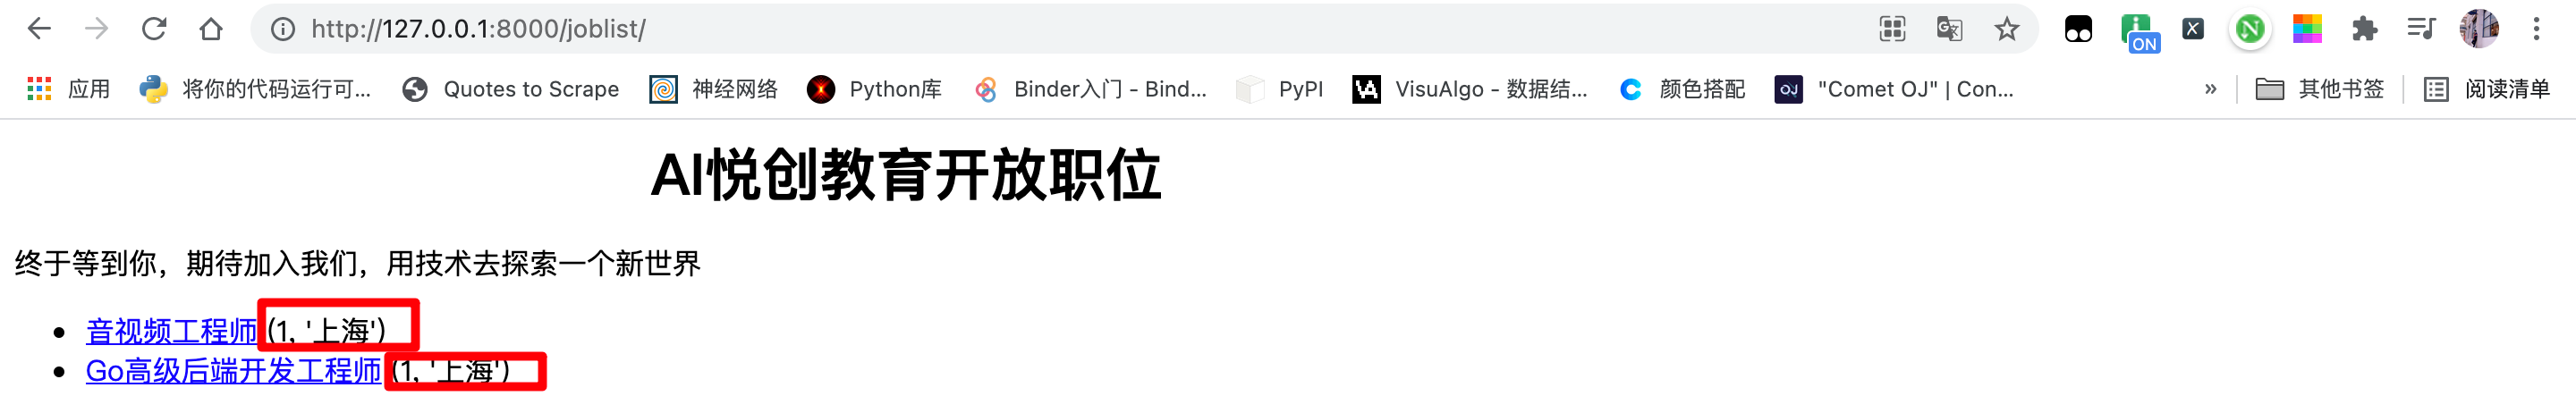 http://127.0.0.1:8000/joblist/
ON
应用 将你的代码运行可... Quotes to Scrape 神经网络 Python库 Binder入门 - Bind... PyPI VisuAlgo - 数据结... 颜色搭配 "Comet OJ" | Con... » 其他书签 阅读清单
AI悦创教育开放职位
终于等到你，期待加入我们，用技术去探索一个新世界
• 音视频工程师 (1, '上海')
• Go高级后端开发工程师 (1, '上海')